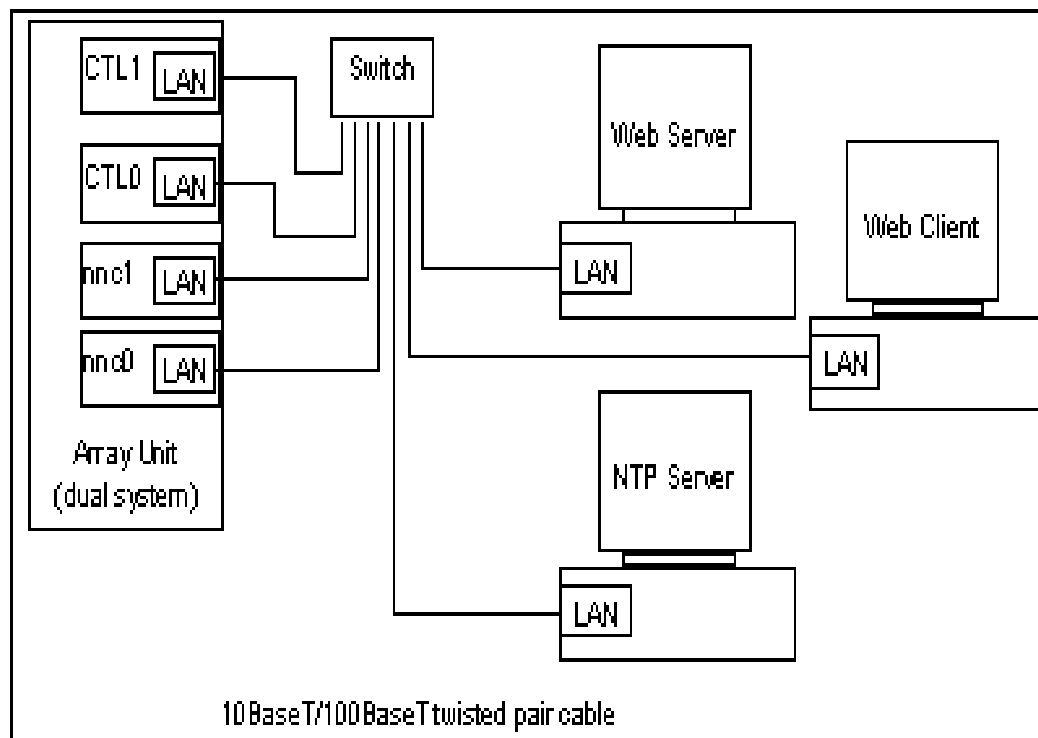 CTL1 LAN
Switch
CTL0 LAN
nnc1 LAN
nnc0 LAN
Array Unit
(dual system)
Web Server
LAN
Web Client
LAN
NTP Server
LAN
10BaseT/100BaseT twisted pair cable